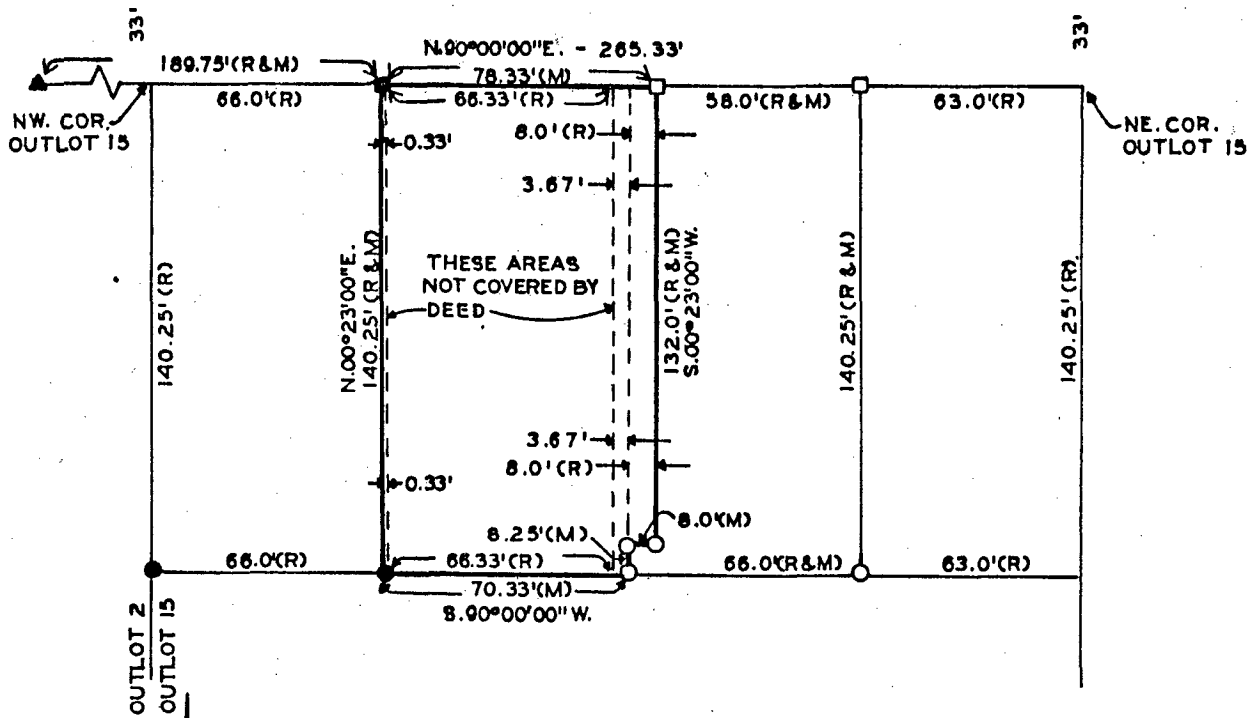 33'
33'
N.90°00'00"E. - 265.33'
189.75'(R&M)
78.33'(M)
66.0'(R)
66.33'(R)
58.0'(R&M)
63.0'(R)
NW. COR.
OUTLOT 15
NE. COR.
OUTLOT 15
8.0'(R)
0.33'
3.67'
140.25'(R)
N.00°23'00"E.
140.25'(R&M)
THESE AREAS
NOT COVERED BY
DEED
132.0'(R&M)
S.00°23'00"W.
140.25'(R&M)
140.25'(R)
3.67'
8.0'(R)
0.33'
8.25'(M)
8.0'(M)
66.0'(R)
66.33'(R)
66.0'(R&M)
63.0'(R)
70.33'(M)
S.90°00'00"W.
OUTLOT 2
OUTLOT 15